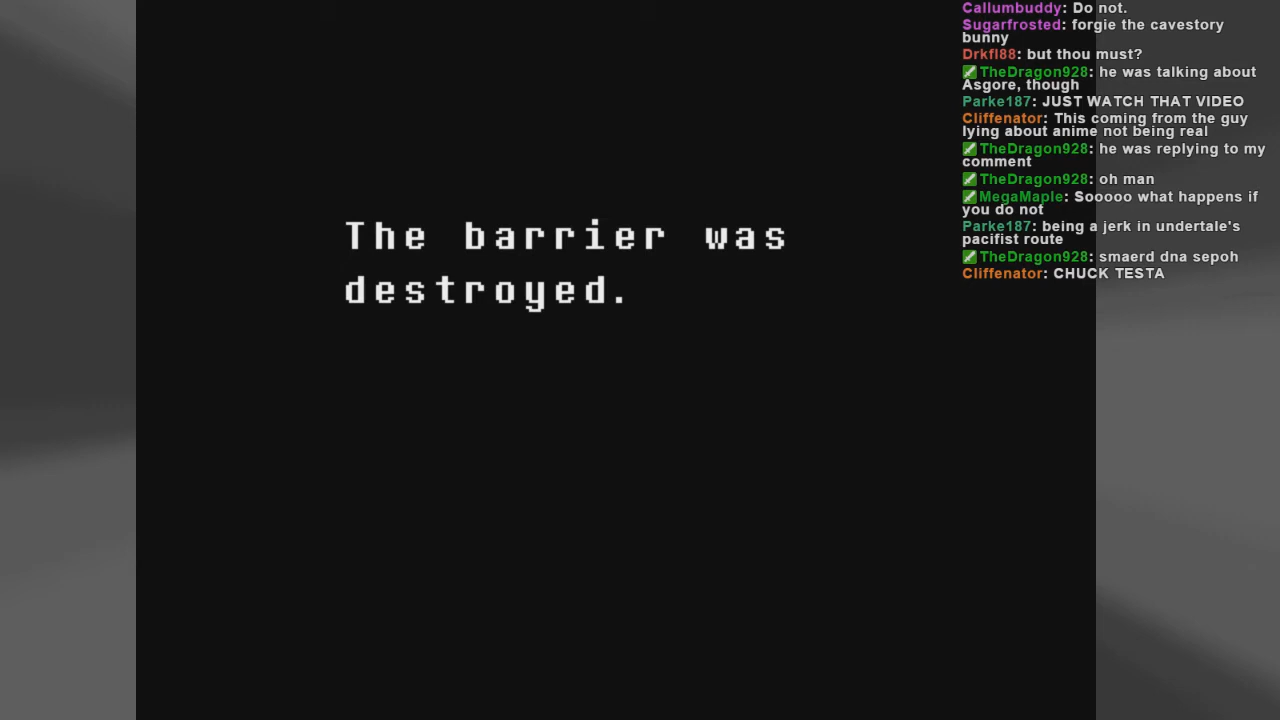 The barrier was
destroyed.
Callumbuddy: Do not.
Sugarfrosted: forgie the cavestory
bunny
Drkfl88: but thou must?
TheDragon928: he was talking about
Asgore, though
Parke187: JUST WATCH THAT VIDEO
Cliffenator: This coming from the guy
lying about anime not being real
TheDragon928: he was replying to my
comment
TheDragon928: oh man
MegaMaple: Sooooo what happens if
you do not
Parke187: being a jerk in undertale's
pacifist route
TheDragon928: smaerd dna sepoh
Cliffenator: CHUCK TESTA